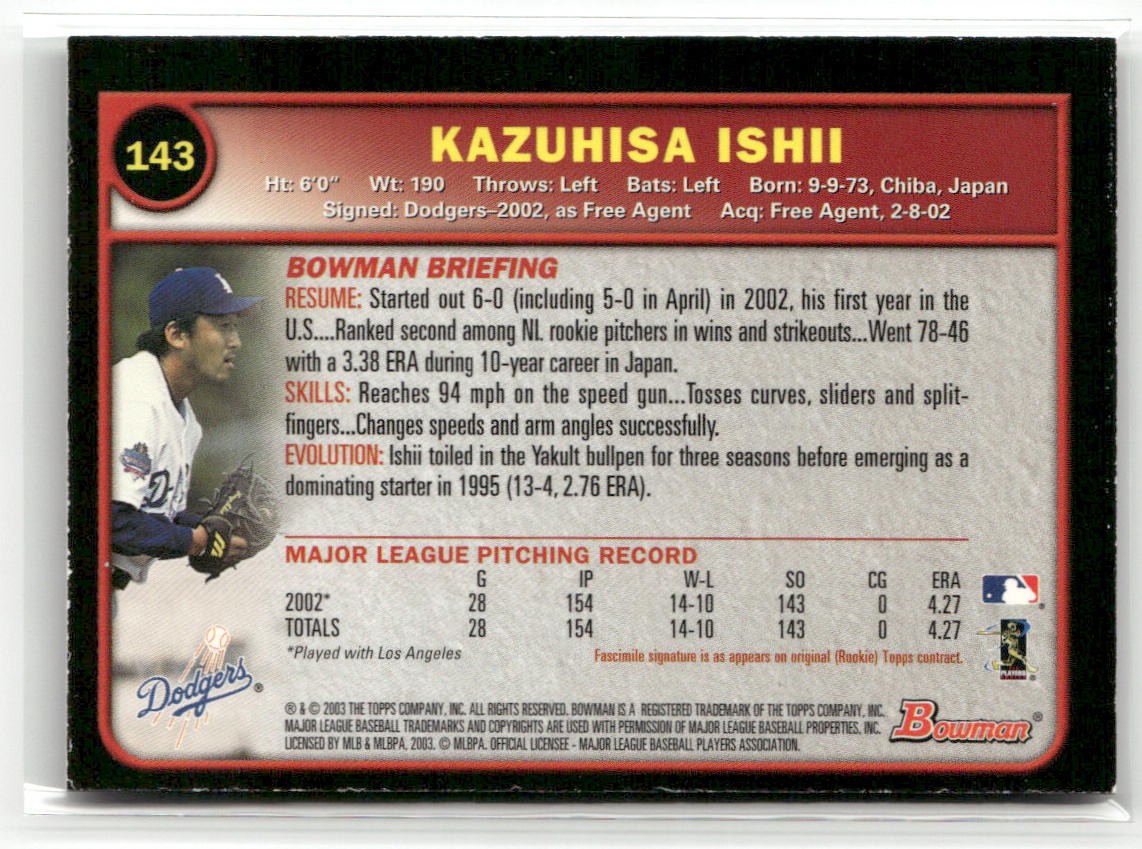 143
KAZUHISA ISHII
Ht: 6'0" Wt: 190 Throws: Left Bats: Left Born: 9-9-73, Chiba, Japan
Signed: Dodgers–2002, as Free Agent Acq: Free Agent, 2-8-02
BOWMAN BRIEFING
RESUME: Started out 6-0 (including 5-0 in April) in 2002, his first year in the
U.S....Ranked second among NL rookie pitchers in wins and strikeouts...Went 78-46
with a 3.38 ERA during 10-year career in Japan.
SKILLS: Reaches 94 mph on the speed gun...Tosses curves, sliders and split-
fingers...Changes speeds and arm angles successfully.
EVOLUTION: Ishii toiled in the Yakult bullpen for three seasons before emerging as a
dominating starter in 1995 (13-4, 2.76 ERA).
MAJOR LEAGUE PITCHING RECORD
G IP W-L SO CG ERA
2002* 28 154 14-10 143 0 4.27
TOTALS 28 154 14-10 143 0 4.27
*Played with Los Angeles
Fascimile signature is as appears on original (Rookie) Topps contract.
PLAYERS
Dodgers®
® & © 2003 THE TOPPS COMPANY, INC. ALL RIGHTS RESERVED. BOWMAN IS A REGISTERED TRADEMARK OF THE TOPPS COMPANY, INC.
MAJOR LEAGUE BASEBALL TRADEMARKS AND COPYRIGHTS ARE USED WITH PERMISSION OF MAJOR LEAGUE BASEBALL PROPERTIES, INC.
LICENSED BY MLB & MLBPA, 2003. © MLBPA. OFFICIAL LICENSEE - MAJOR LEAGUE BASEBALL PLAYERS ASSOCIATION.
Bowman®